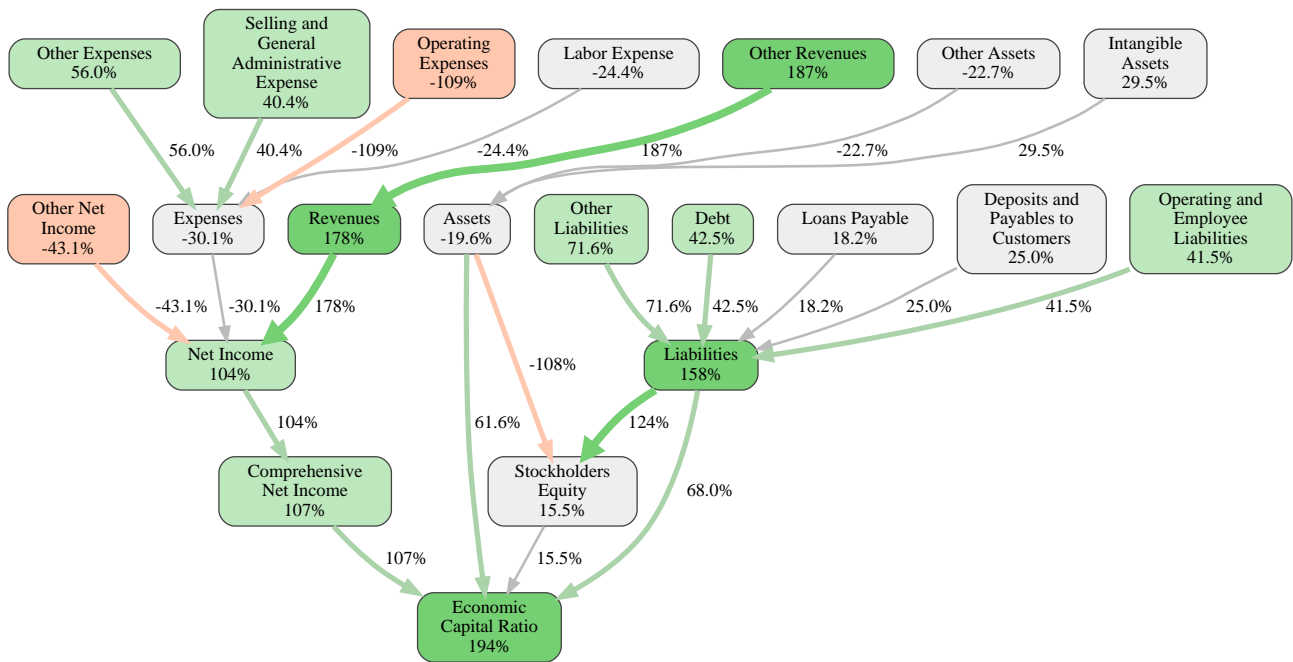 Other Expenses
56.0%
Selling and
General
Administrative
Expense
40.4%
Operating
Expenses
-109%
Labor Expense
-24.4%
Other Revenues
187%
Other Assets
-22.7%
Intangible
Assets
29.5%
56.0%
40.4%
-109%
-24.4%
187%
-22.7%
29.5%
Other Net
Income
-43.1%
Expenses
-30.1%
Revenues
178%
Assets
-19.6%
Other
Liabilities
71.6%
Debt
42.5%
Loans Payable
18.2%
Deposits and
Payables to
Customers
25.0%
Operating and
Employee
Liabilities
41.5%
-43.1%
-30.1%
178%
71.6%
42.5%
18.2%
25.0%
41.5%
Net Income
104%
-108%
Liabilities
158%
104%
61.6%
124%
Comprehensive
Net Income
107%
Stockholders
Equity
15.5%
68.0%
107%
15.5%
Economic
Capital Ratio
194%